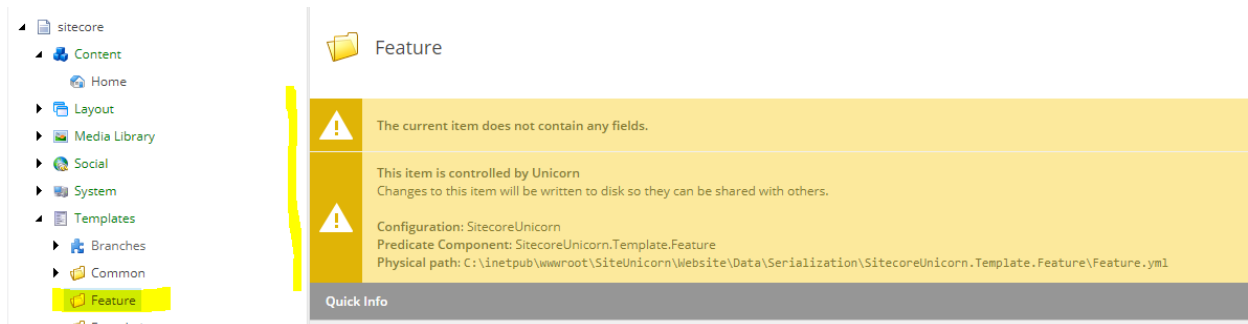 sitecore
Content
Home
Layout
Media Library
Social
System
Templates
Branches
Common
Feature
Feature
The current item does not contain any fields.
This item is controlled by Unicorn
Changes to this item will be written to disk so they can be shared with others.
Configuration: SitecoreUnicorn
Predicate Component: SitecoreUnicorn.Template.Feature
Physical path: C:\inetpub\wwwroot\SiteUnicorn\Website\Data\Serialization\SitecoreUnicorn.Template.Feature\Feature.yml
Quick Info